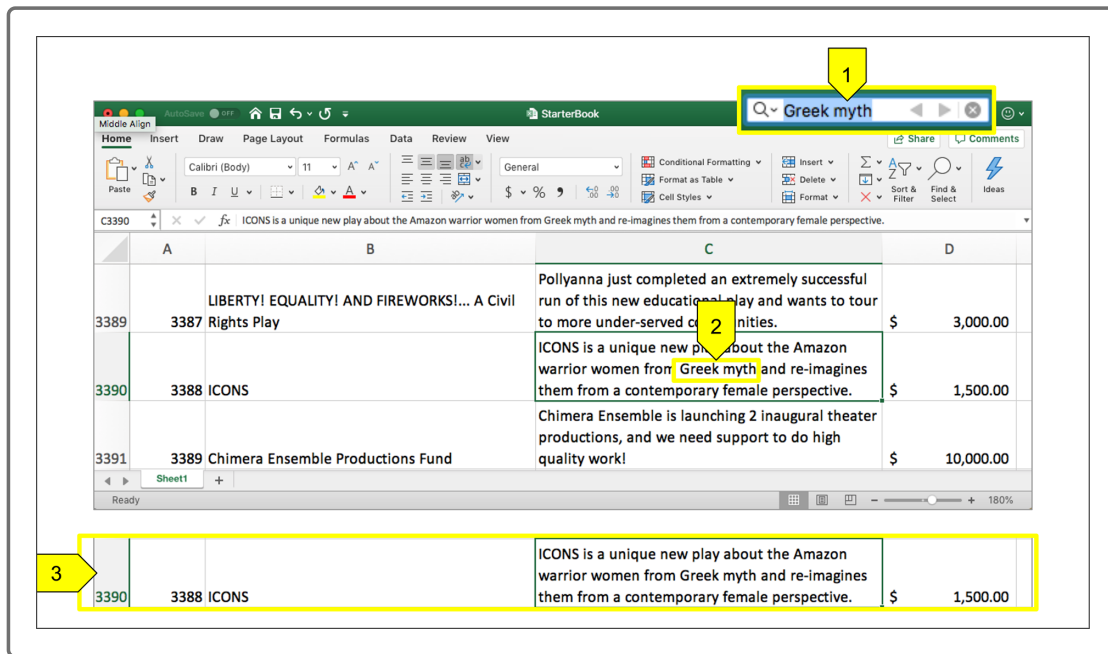 1
Greek myth
AutoSave OFF
StarterBook
Middle Align
Home Insert Draw Page Layout Formulas Data Review View
Share Comments
Paste
Calibri (Body) 11 A^ A˅
General
Conditional Formatting
Format as Table
Cell Styles
Insert
Delete
Format
Sort & Filter
Find & Select
Ideas
B I U A
$ % 9
C3390 fx ICONS is a unique new play about the Amazon warrior women from Greek myth and re-imagines them from a contemporary female perspective.
A B C D
Pollyanna just completed an extremely successful
LIBERTY! EQUALITY! AND FIREWORKS!... A Civil
run of this new educational play and wants to tour
3389 3387 Rights Play
to more under-served nities.
$ 3,000.00
2
ICONS is a unique new about the Amazon
warrior women from Greek myth and re-imagines
3390 3388 ICONS
them from a contemporary female perspective.
$ 1,500.00
Chimera Ensemble is launching 2 inaugural theater
productions, and we need support to do high
3391 3389 Chimera Ensemble Productions Fund
quality work!
$ 10,000.00
Sheet1 +
Ready
180%
3
ICONS is a unique new play about the Amazon
warrior women from Greek myth and re-imagines
3390 3388 ICONS
them from a contemporary female perspective.
$ 1,500.00